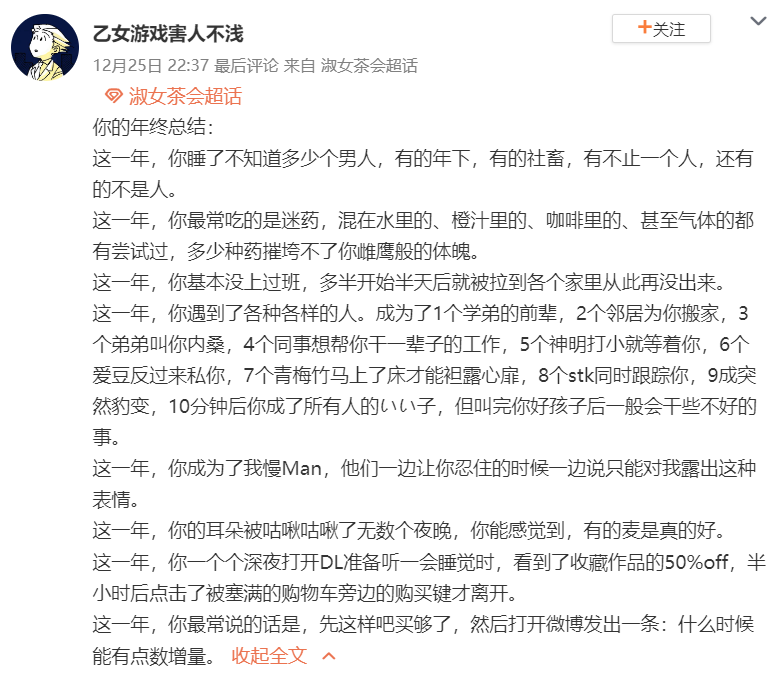 乙女游戏害人不浅
+关注
12月25日 22:37 最后评论 来自 淑女茶会超话
淑女茶会超话
你的年终总结：
这一年，你睡了不知道多少个男人，有的年下，有的社畜，有不止一个人，还有
的不是人。
这一年，你最常吃的是迷药，混在水里的、橙汁里的、咖啡里的、甚至气体的都
有尝试过，多少种药摧垮不了你雌鹰般的体魄。
这一年，你基本没上过班，多半开始半天后就被拉到各个家里从此再没出来。
这一年，你遇到了各种各样的人。成为了1个学弟的前辈，2个邻居为你搬家，3
个弟弟叫你内桑，4个同事想帮你干一辈子的工作，5个神明打小就等着你，6个
爱豆反过来私你，7个青梅竹马上了床才能袒露心扉，8个stk同时跟踪你，9成突
然豹变，10分钟后你成了所有人的いい子，但叫完你好孩子后一般会干些不好的
事。
这一年，你成为了我慢Man，他们一边让你忍住的时候一边说只能对我露出这种
表情。
这一年，你的耳朵被咕啾咕啾了无数个夜晚，你能感觉到，有的麦是真的好。
这一年，你一个个深夜打开DL准备听一会睡觉时，看到了收藏作品的50%off，半
小时后点击了被塞满的购物车旁边的购买键才离开。
这一年，你最常说的话是，先这样吧买够了，然后打开微博发出一条：什么时候
能有点数增量。 收起全文